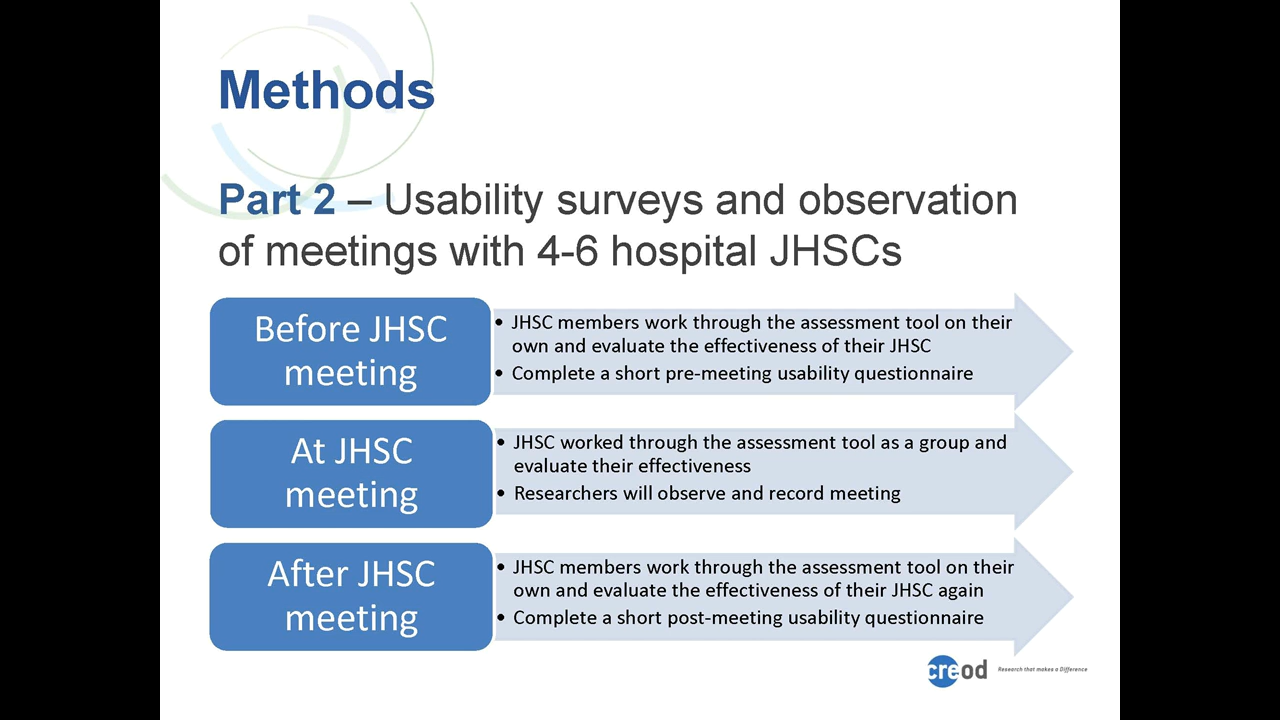 Methods
Part 2 – Usability surveys and observation
of meetings with 4-6 hospital JHSCs
Before JHSC
meeting
• JHSC members work through the assessment tool on their
own and evaluate the effectiveness of their JHSC
• Complete a short pre-meeting usability questionnaire
At JHSC
meeting
• JHSC worked through the assessment tool as a group and
evaluate their effectiveness
• Researchers will observe and record meeting
After JHSC
meeting
• JHSC members work through the assessment tool on their
own and evaluate the effectiveness of their JHSC again
• Complete a short post-meeting usability questionnaire
creod
Research that makes a Difference